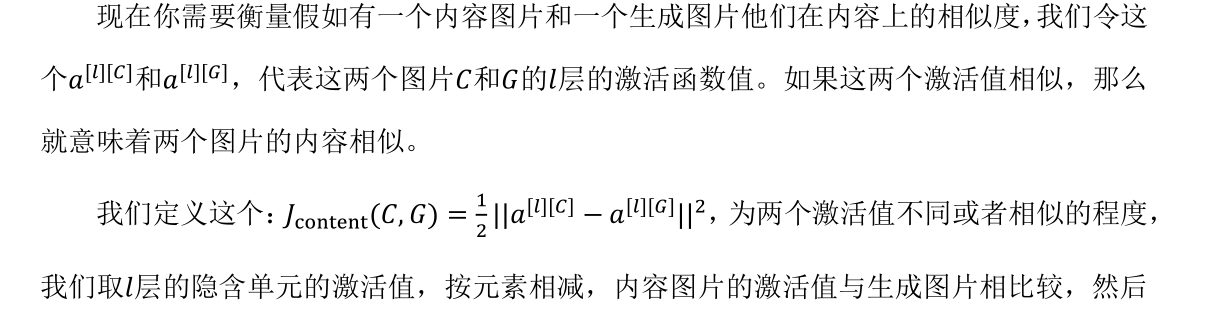 现在你需要衡量假如有一个内容图片和一个生成图片他们在内容上的相似度，我们令这
个𝑎^{[𝑙][𝐶]}和𝑎^{[𝑙][𝐺]}，代表这两个图片𝐶和𝐺的𝑙层的激活函数值。如果这两个激活值相似，那么
就意味着两个图片的内容相似。
我们定义这个：𝐽_{content}(𝐶, 𝐺) = \frac{1}{2}||𝑎^{[𝑙][𝐶]} − 𝑎^{[𝑙][𝐺]}||^2，为两个激活值不同或者相似的程度，
我们取𝑙层的隐含单元的激活值，按元素相减，内容图片的激活值与生成图片相比较，然后